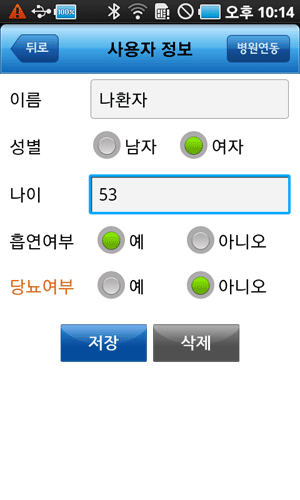 100% 오후 10:14
뒤로 사용자 정보 병원연동
이름 나환자
성별 남자 여자
나이 53
흡연여부 예 아니오
당뇨여부 예 아니오
저장 삭제